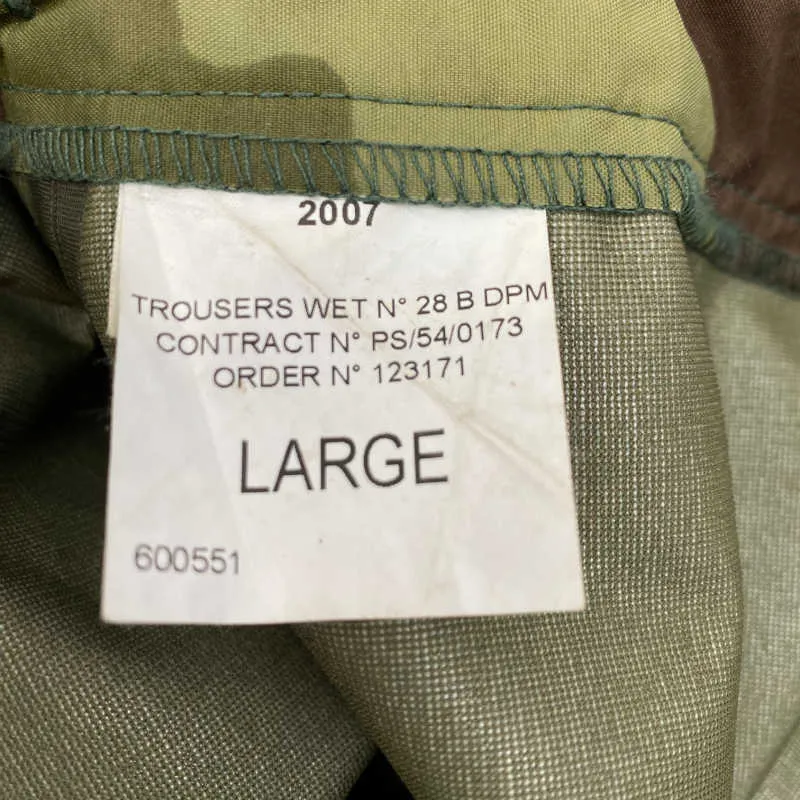 2007
TROUSERS WET N° 28 B DPM
CONTRACT N° PS/54/0173
ORDER N° 123171
LARGE
600551